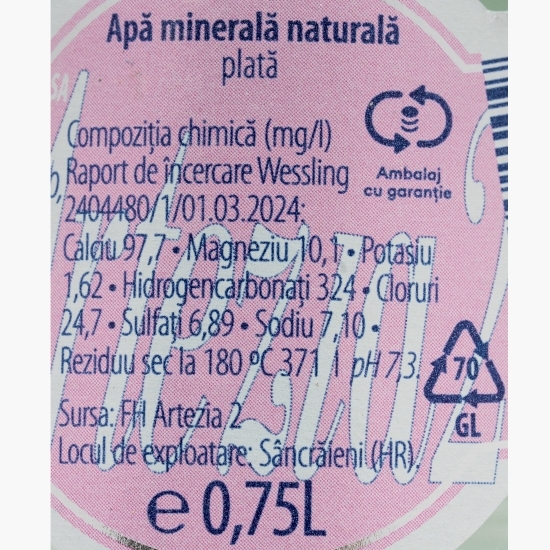 Apă minerală naturală
plată
Compoziția chimică (mg/l)
Raport de încercare Wessling
2404480/1/01.03.2024:
Calciu 97,7 • Magneziu 10,1 • Potasiu
1,62 • Hidrogencarbonați 324 • Cloruri
24,7 • Sulfați 6,89 • Sodiu 7,10 •
Reziduu sec la 180 ºC 371 | pH 7,3
Sursa: FH Artezia 2
Locul de exploatare: Sâncrăieni (HR).
℮ 0,75L
Ambalaj
cu garanție
70
GL